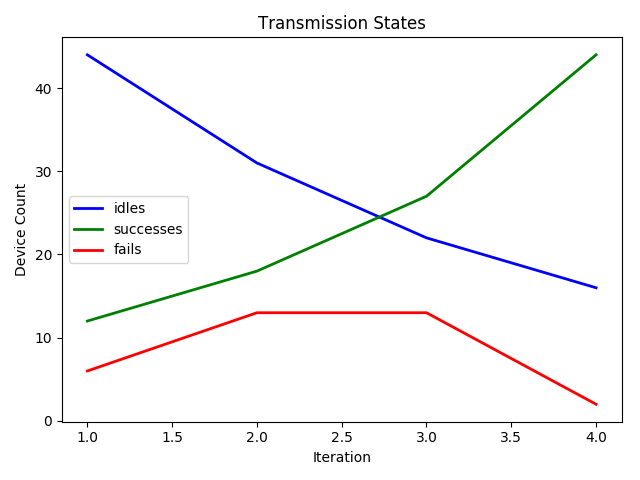 Transmission States
Device Count
40
30
20
10
0
idles
successes
fails
1.0 1.5 2.0 2.5 3.0 3.5 4.0
Iteration